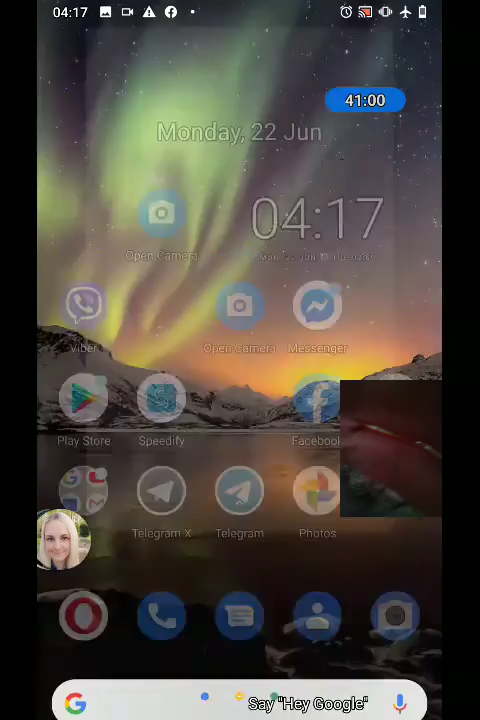 04:17
41:00
Monday, 22 Jun
04:17
Open Camera
Viber
Open Camera
Messenger
Play Store
Speedify
Facebook
Telegram X
Telegram
Photos
Say "Hey Google"